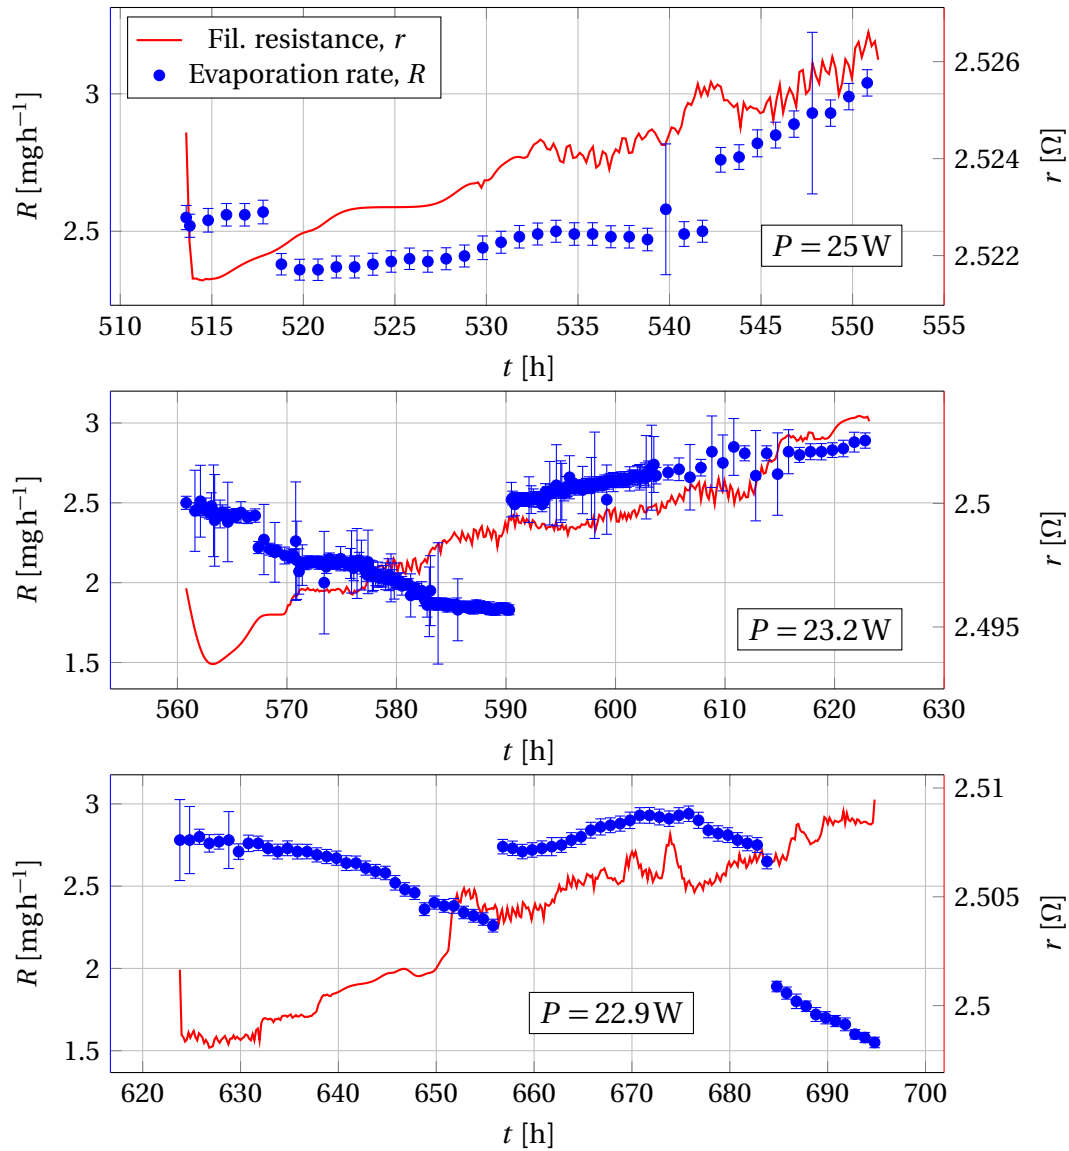 Fil. resistance, r
Evaporation rate, R
3
2.5
R [mgh⁻¹]
2.526
2.524
2.522
r [Ω]
P = 25 W
510 515 520 525 530 535 540 545 550 555
t [h]
3
2.5
2
1.5
R [mgh⁻¹]
2.5
2.495
r [Ω]
P = 23.2 W
560 570 580 590 600 610 620 630
t [h]
3
2.5
2
1.5
R [mgh⁻¹]
2.51
2.505
2.5
r [Ω]
P = 22.9 W
620 630 640 650 660 670 680 690 700
t [h]